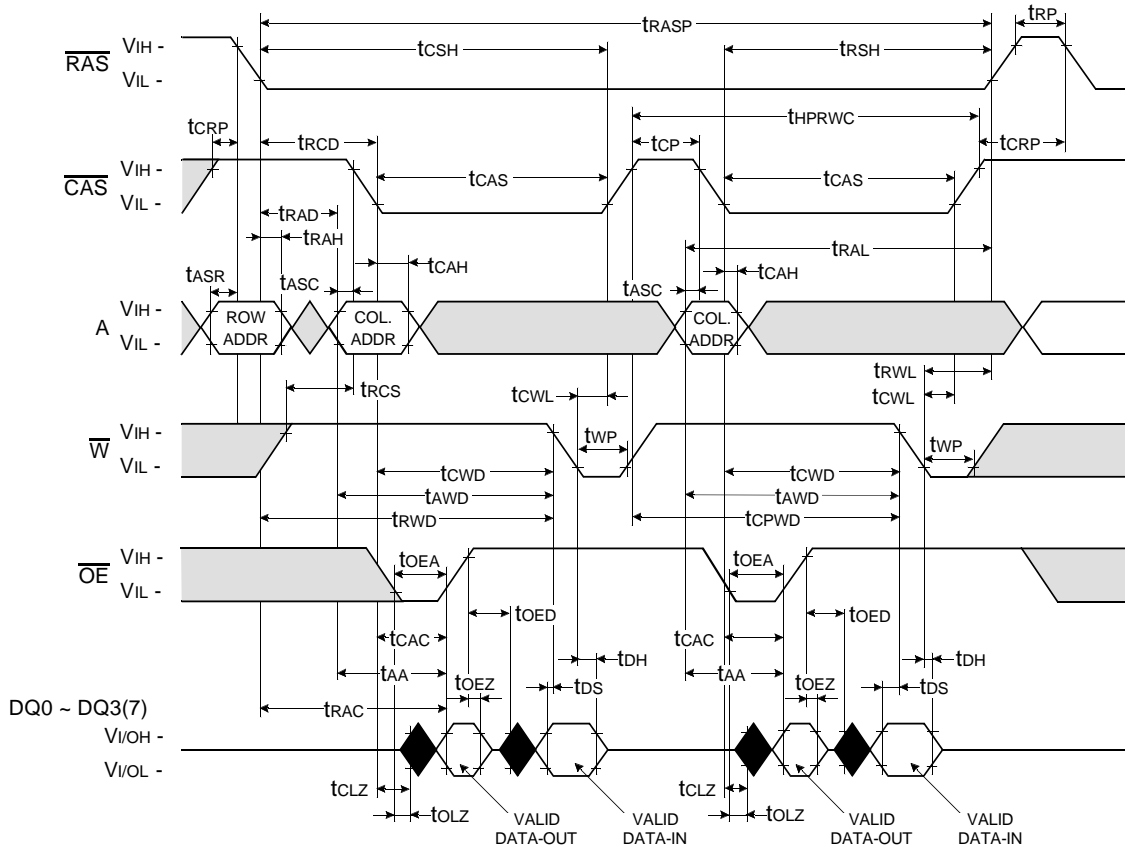 tRASP
tRP
tCSH
tRSH
RAS
VIH -
VIL -
tCRP
tRCD
tCP
tHPRWC
tCRP
CAS
VIH -
VIL -
tCAS
tCAS
tRAD
tRAH
tRAL
tASR
tASC
tCAH
tASC
tCAH
A
VIH -
VIL -
ROW
ADDR
COL.
ADDR
COL.
ADDR
tRCS
tCWL
tRWL
tCWL
W
VIH -
VIL -
tWP
tWP
tCWD
tCWD
tAWD
tAWD
tRWD
tCPWD
OE
VIH -
VIL -
tOEA
tOEA
tOED
tOED
tCAC
tCAC
tDH
tDH
tAA
tAA
tOEZ
tDS
tOEZ
tDS
tRAC
DQ0 ~ DQ3(7)
VI/OH -
VI/OL -
tCLZ
tCLZ
tOLZ
tOLZ
VALID
DATA-OUT
VALID
DATA-IN
VALID
DATA-OUT
VALID
DATA-IN